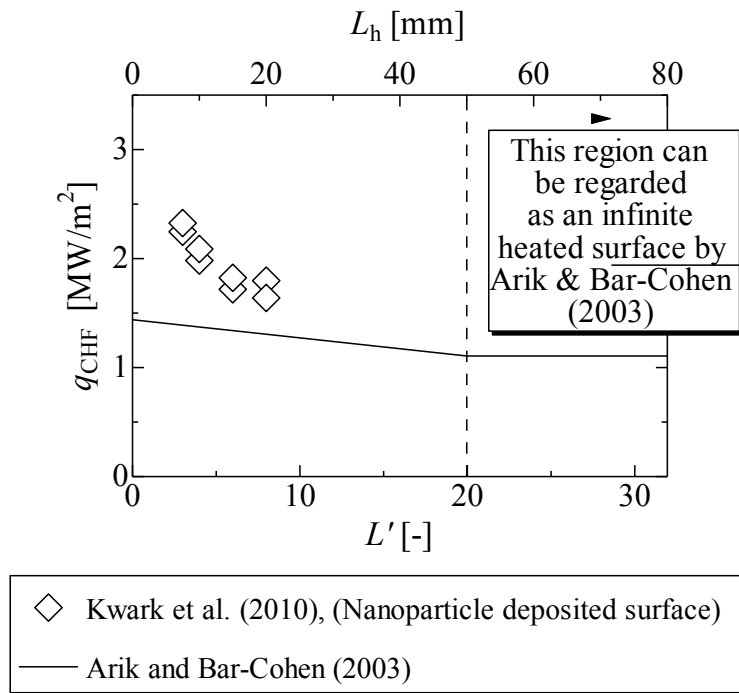 L_h [mm]
0 20 40 60 80
3
2
1
0
q_CHF [MW/m²]
This region can
be regarded
as an infinite
heated surface by
Arik & Bar-Cohen
(2003)
0 10 20 30
L′ [-]
Kwark et al. (2010), (Nanoparticle deposited surface)
Arik and Bar-Cohen (2003)